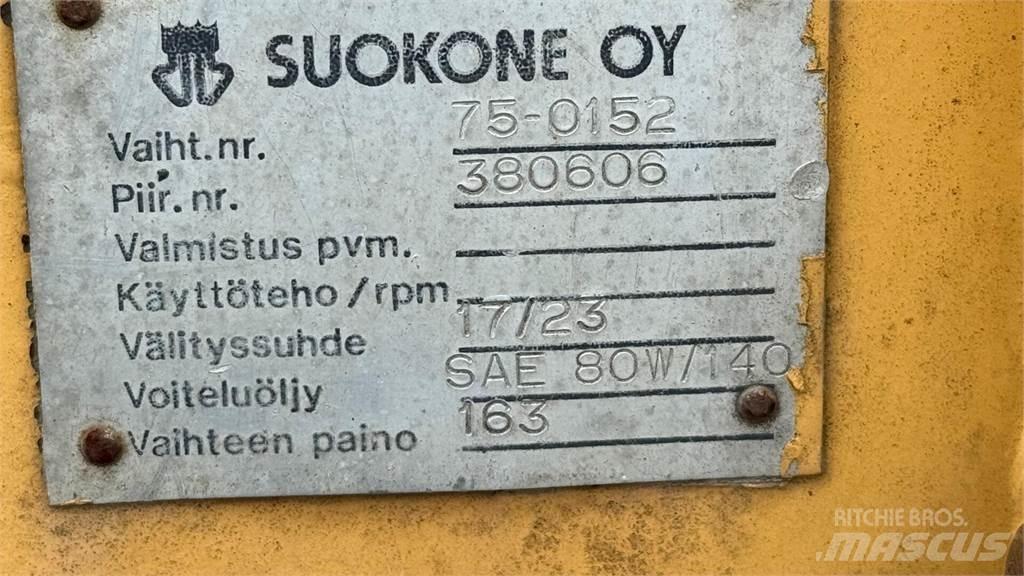 SUOKONE OY
Vaiht.nr. 75-0152
Piir.nr. 380606
Valmistus pvm.
Käyttöteho/rpm
Välityssuhde 17/23
Voiteluöljy SAE 80W/140
Vaihteen paino 163
RITCHIE BROS.
MASCUS